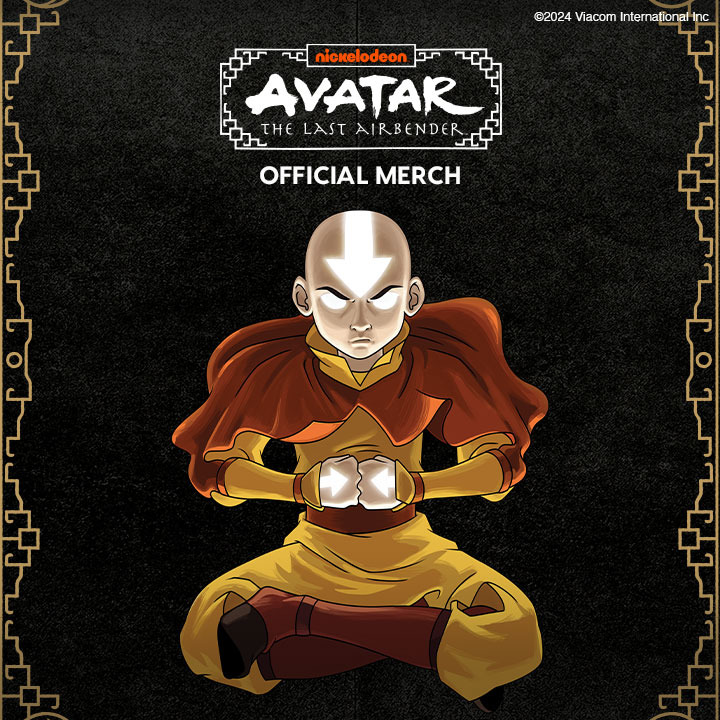 ©2024 Viacom International Inc
nickelodeon
AVATAR
THE LAST AIRBENDER
OFFICIAL MERCH